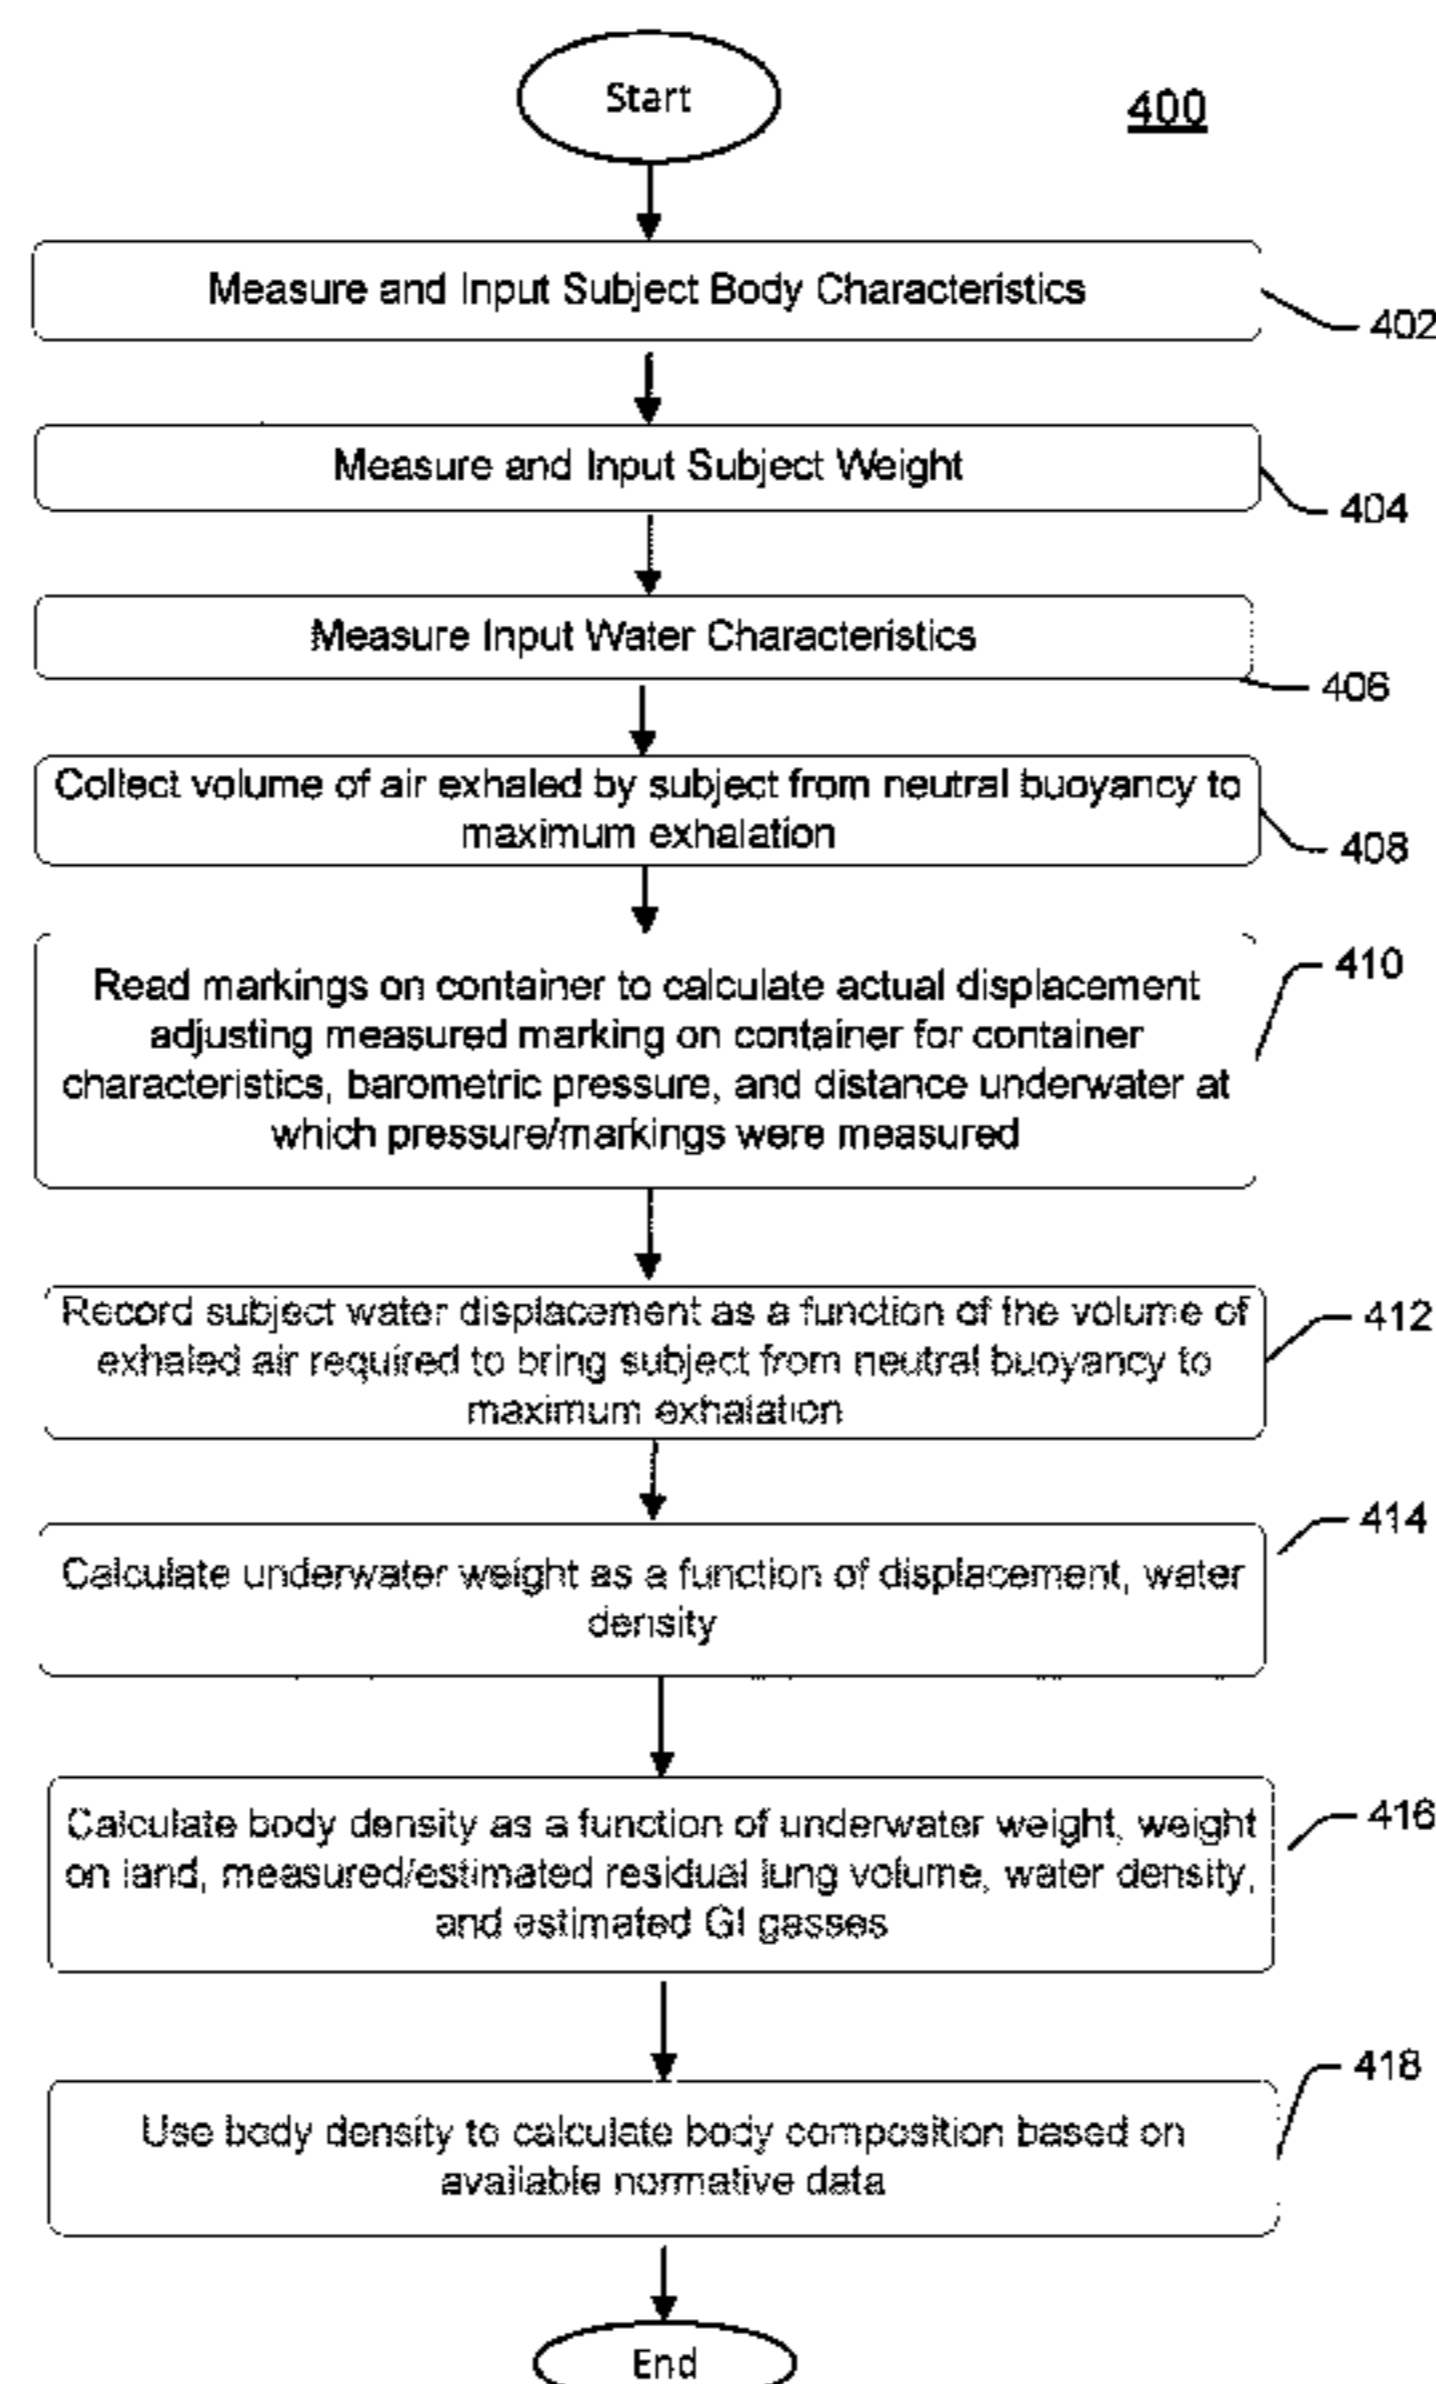 Start
400
Measure and Input Subject Body Characteristics
402
Measure and Input Subject Weight
404
Measure Input Water Characteristics
406
Collect volume of air exhaled by subject from neutral buoyancy to
maximum exhalation
408
Read markings on container to calculate actual displacement
adjusting measured marking on container for container
characteristics, barometric pressure, and distance underwater at
which pressure/markings were measured
410
Record subject water displacement as a function of the volume of
exhaled air required to bring subject from neutral buoyancy to
maximum exhalation
412
Calculate underwater weight as a function of displacement, water
density
414
Calculate body density as a function of underwater weight, weight
on land, measured/estimated residual lung volume, water density,
and estimated GI gasses
416
Use body density to calculate body composition based on
available normative data
418
End